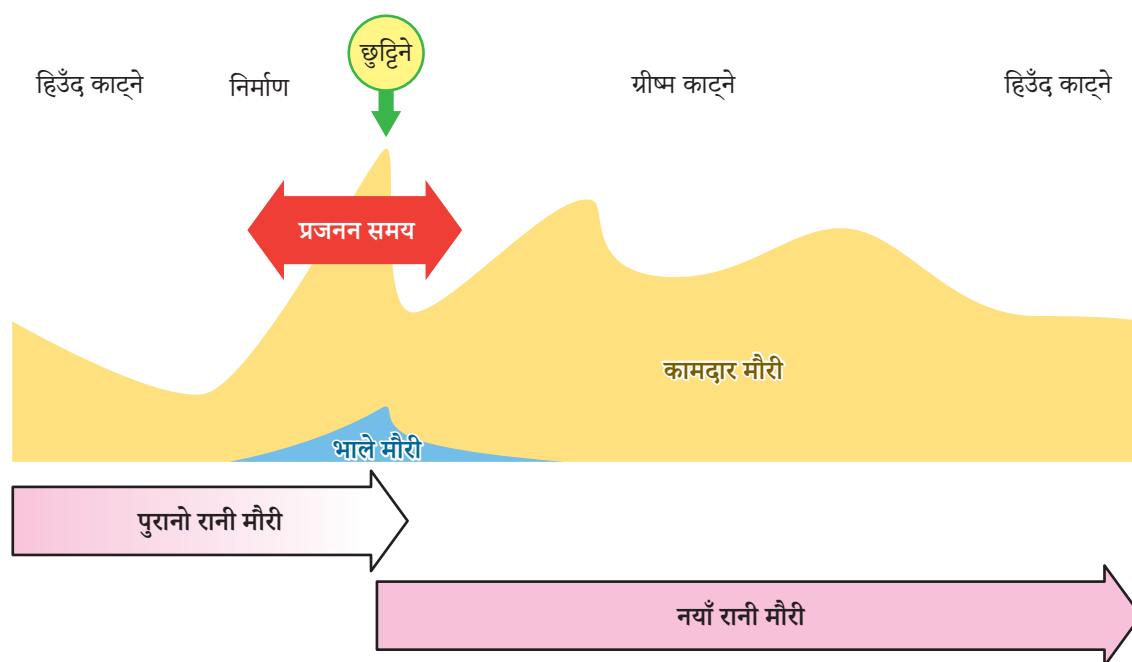 छुट्टिने
हिउँद काट्ने
निर्माण
ग्रीष्म काट्ने
हिउँद काट्ने
प्रजनन समय
कामदार मौरी
भाले मौरी
पुरानो रानी मौरी
नयाँ रानी मौरी